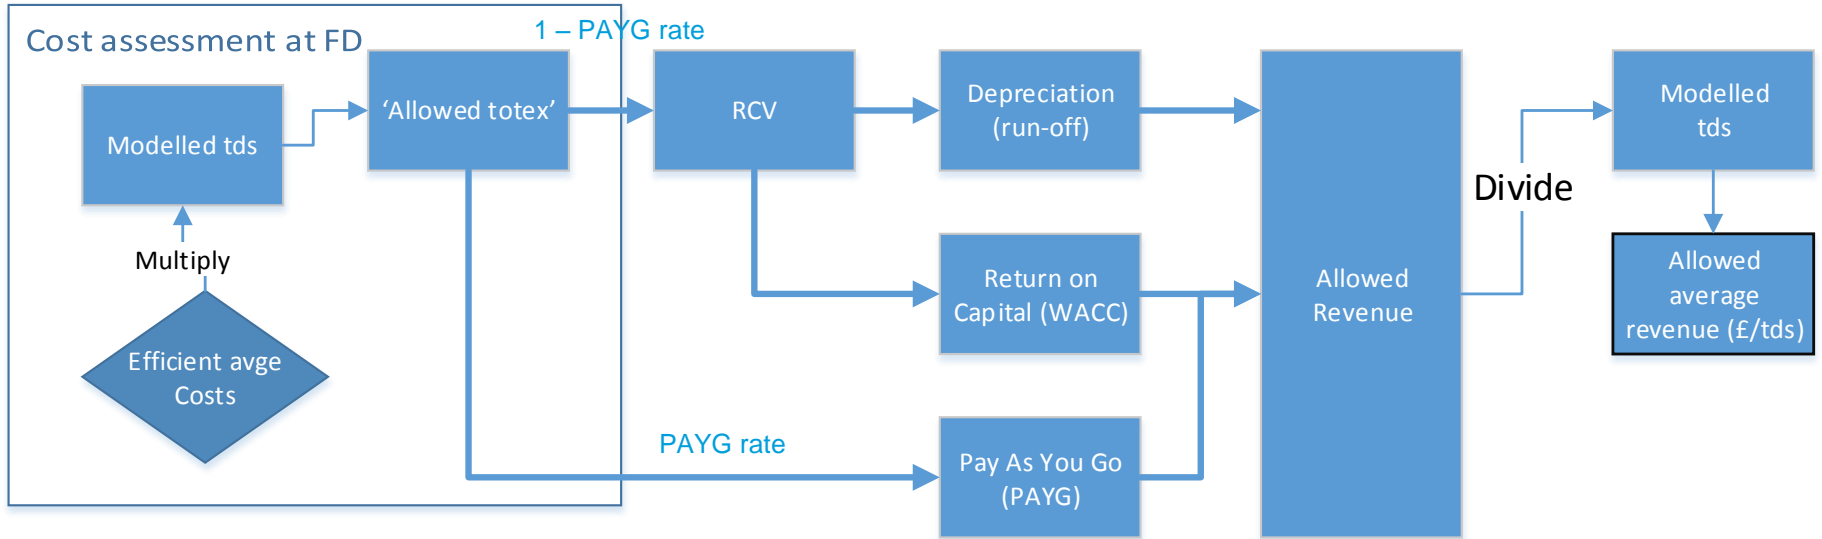 Cost assessment at FD
1 – PAYG rate
Modelled tds
‘Allowed totex’
RCV
Depreciation
(run-off)
Modelled
tds
Multiply
Efficient avge
Costs
Return on
Capital (WACC)
Allowed
Revenue
Divide
Allowed
average
revenue (£/tds)
PAYG rate
Pay As You Go
(PAYG)